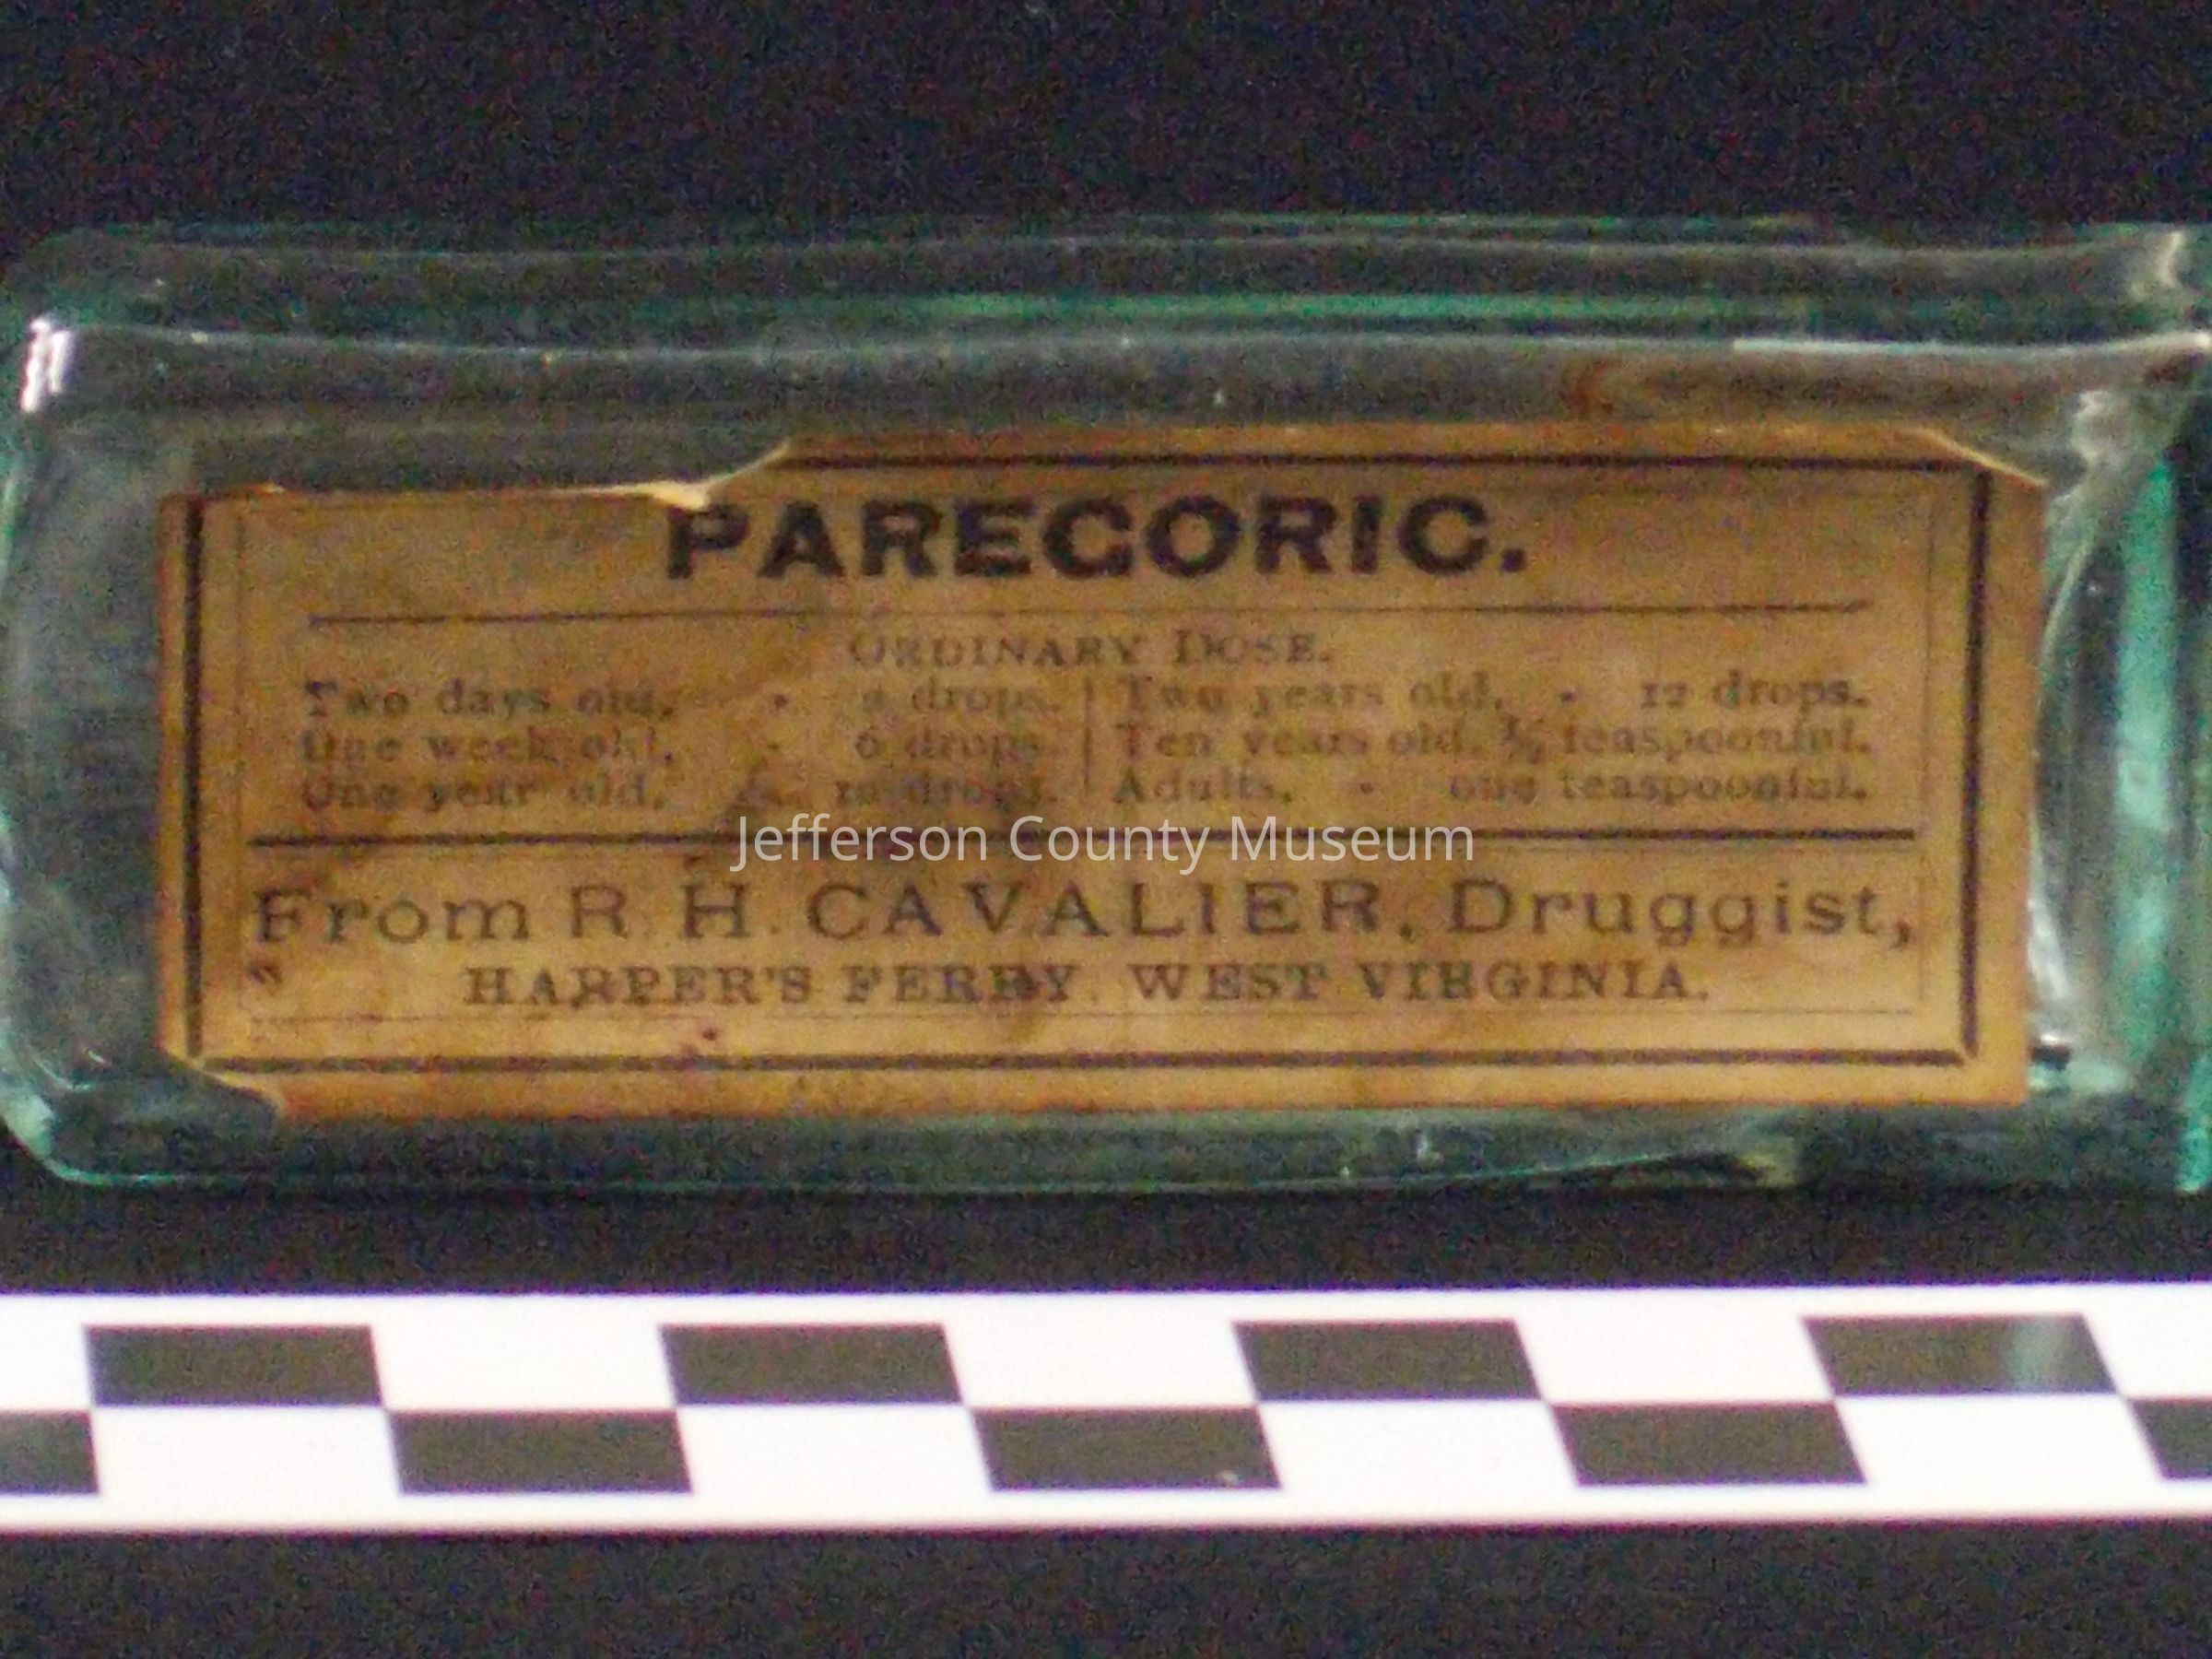 PAREGORIC.
ORDINARY DOSE.
Two days old, - 2 drops. | Two years old, - 12 drops.
One week old, - 6 drops. | Ten years old, ½ teaspoonful.
One year old, 10 drops. | Adults, - one teaspoonful.
Jefferson County Museum
From R. H. CAVALIER, Druggist,
HARPER'S FERRY, WEST VIRGINIA.